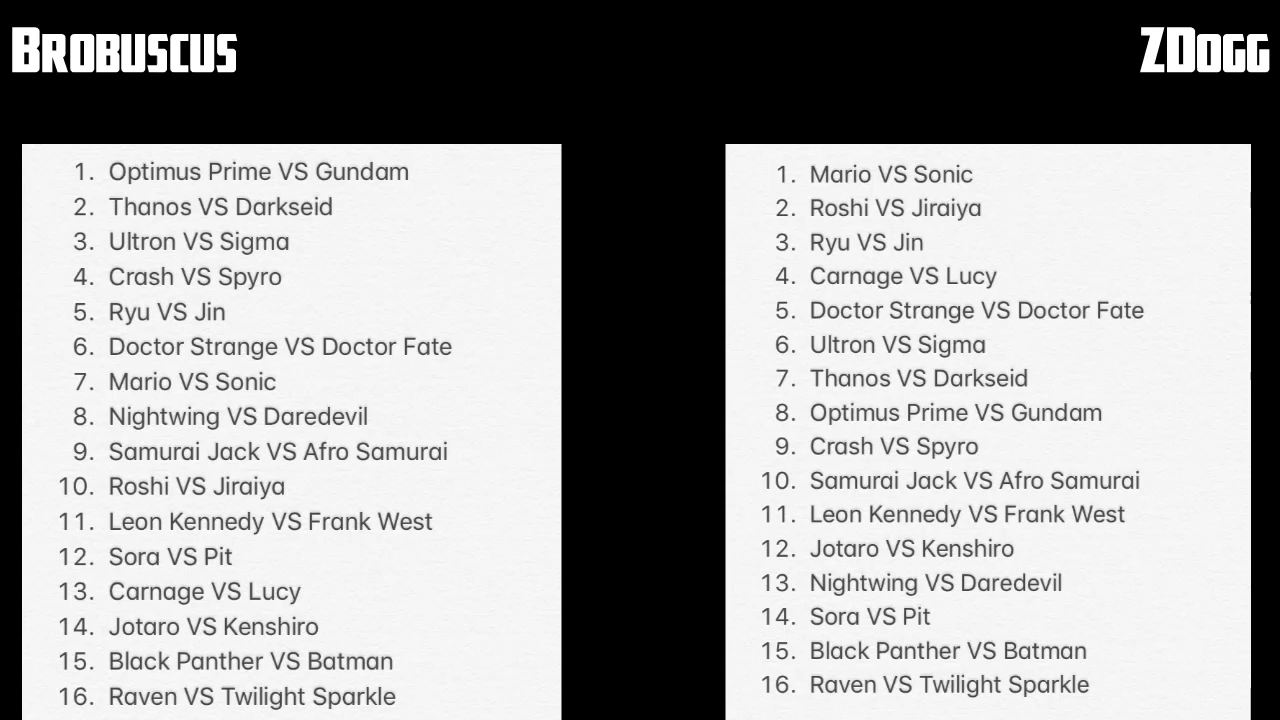 BROBUSCUS
ZDOGG
1. Optimus Prime VS Gundam
2. Thanos VS Darkseid
3. Ultron VS Sigma
4. Crash VS Spyro
5. Ryu VS Jin
6. Doctor Strange VS Doctor Fate
7. Mario VS Sonic
8. Nightwing VS Daredevil
9. Samurai Jack VS Afro Samurai
10. Roshi VS Jiraiya
11. Leon Kennedy VS Frank West
12. Sora VS Pit
13. Carnage VS Lucy
14. Jotaro VS Kenshiro
15. Black Panther VS Batman
16. Raven VS Twilight Sparkle
1. Mario VS Sonic
2. Roshi VS Jiraiya
3. Ryu VS Jin
4. Carnage VS Lucy
5. Doctor Strange VS Doctor Fate
6. Ultron VS Sigma
7. Thanos VS Darkseid
8. Optimus Prime VS Gundam
9. Crash VS Spyro
10. Samurai Jack VS Afro Samurai
11. Leon Kennedy VS Frank West
12. Jotaro VS Kenshiro
13. Nightwing VS Daredevil
14. Sora VS Pit
15. Black Panther VS Batman
16. Raven VS Twilight Sparkle